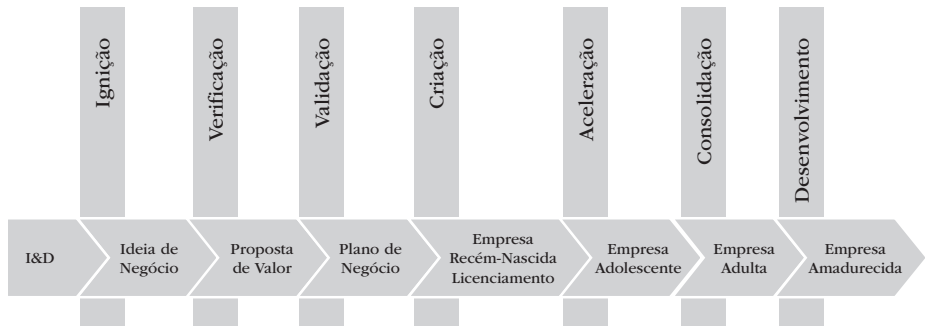 Ignição
Verificação
Validação
Criação
Aceleração
Consolidação
Desenvolvimento
I&D
Ideia de
Negócio
Proposta
de Valor
Plano de
Negócio
Empresa
Recém-Nascida
Licenciamento
Empresa
Adolescente
Empresa
Adulta
Empresa
Amadurecida